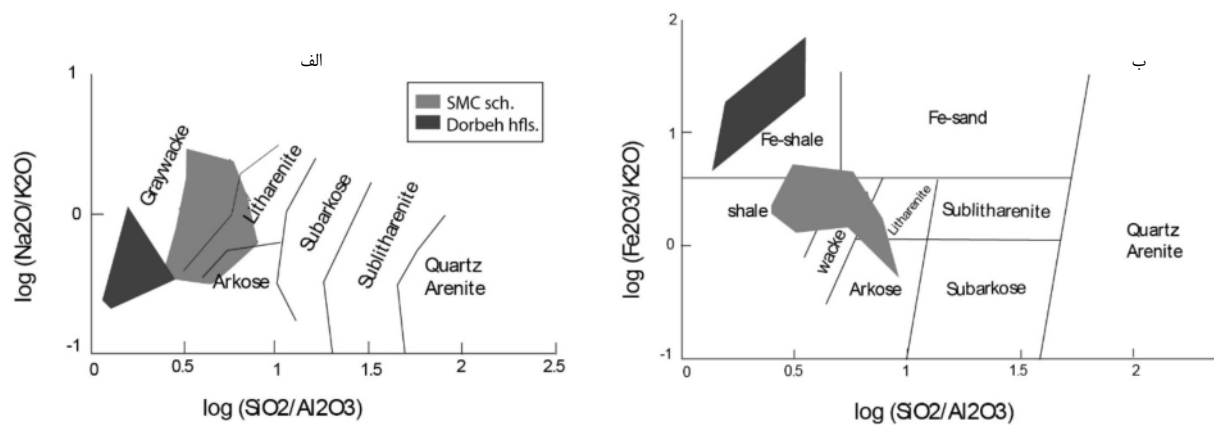 الف
1
0
-1
log (Na2O/K2O)
SMC sch.
Dorbeh hfls.
Graywacke
Litharenite
Subarkose
Sublitharenite
Arkose
Quartz
Arenite
0
0.5
1
1.5
2
2.5
log (SiO2/Al2O3)
ب
2
1
0
-1
log (Fe2O3/K2O)
Fe-shale
Fe-sand
shale
wacke
Litharenite
Sublitharenite
Arkose
Subarkose
Quartz
Arenite
0
0.5
1
1.5
2
log (SiO2/Al2O3)